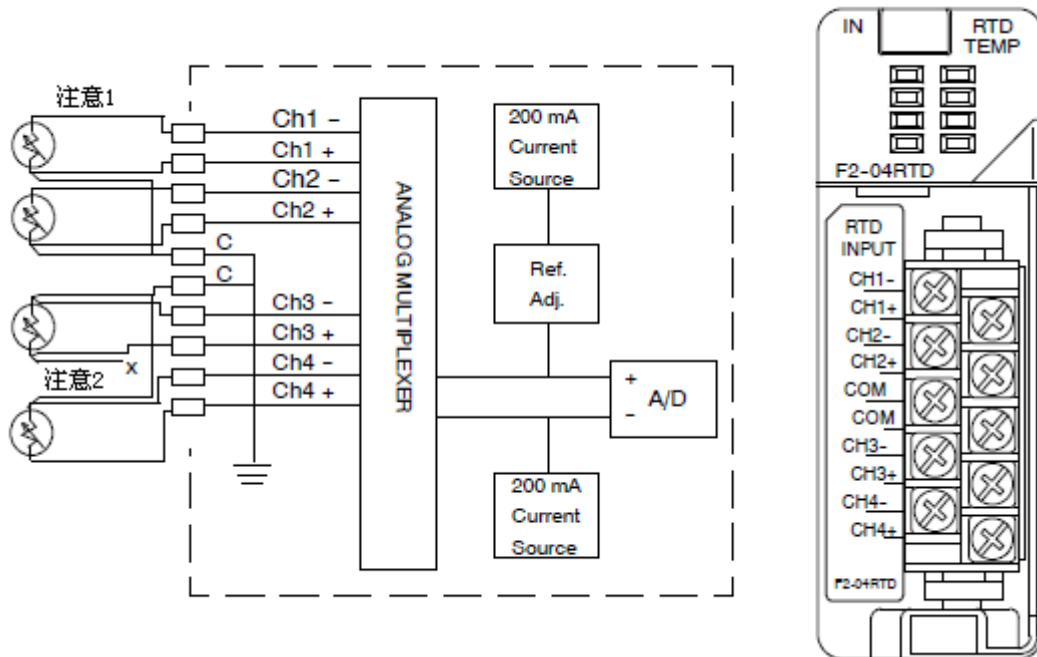 注意1
Ch1 -
Ch1 +
Ch2 -
Ch2 +
C
C
Ch3 -
Ch3 +
x
注意2
Ch4 -
Ch4 +
ANALOG MULTIPLEXER
200 mA
Current
Source
Ref.
Adj.
+
-
A/D
200 mA
Current
Source
IN
RTD
TEMP
F2-04RTD
RTD
INPUT
CH1-
CH1+
CH2-
CH2+
COM
COM
CH3-
CH3+
CH4-
CH4+
F2-04RTD